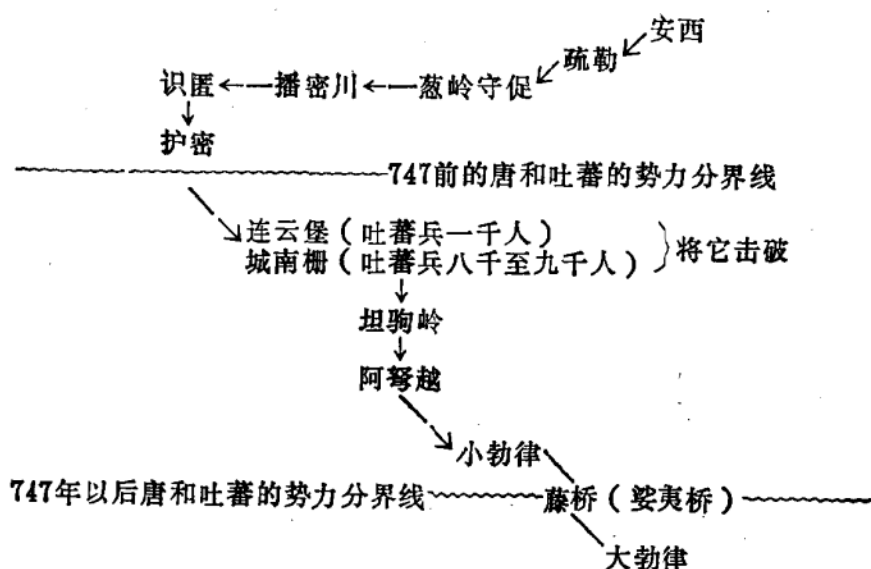 安西
疏勒
识匿←—播密川←—葱岭守促
护密
747前的唐和吐蕃的势力分界线
连云堡（吐蕃兵一千人）
城南栅（吐蕃兵八千至九千人）}将它击破
坦驹岭
阿弩越
小勃律
747年以后唐和吐蕃的势力分界线 藤桥（娑夷桥）
大勃律